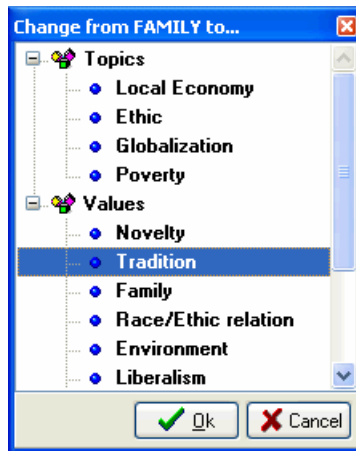 Change from FAMILY to...
Topics
Local Economy
Ethic
Globalization
Poverty
Values
Novelty
Tradition
Family
Race/Ethic relation
Environment
Liberalism
Ok Cancel